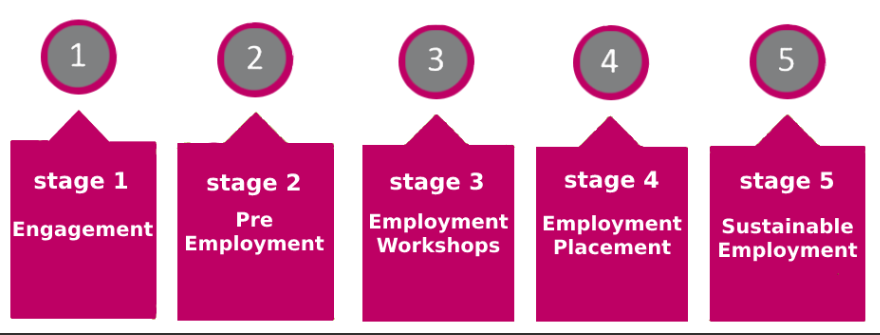 1
2
3
4
5
stage 1
Engagement
stage 2
Pre
Employment
stage 3
Employment
Workshops
stage 4
Employment
Placement
stage 5
Sustainable
Employment